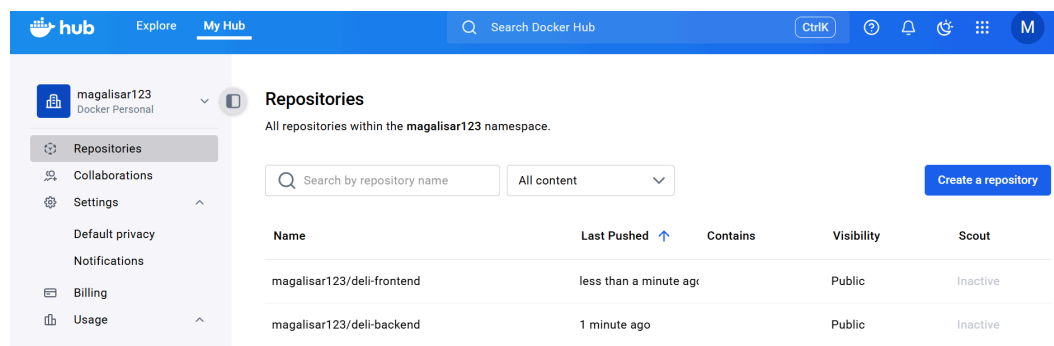 hub Explore My Hub Search Docker Hub CtrlK M
magalisar123
Docker Personal
Repositories
Collaborations
Settings
Default privacy
Notifications
Billing
Usage
Repositories
All repositories within the magalisar123 namespace.
Search by repository name All content Create a repository
Name Last Pushed Contains Visibility Scout
magalisar123/deli-frontend less than a minute ago Public Inactive
magalisar123/deli-backend 1 minute ago Public Inactive